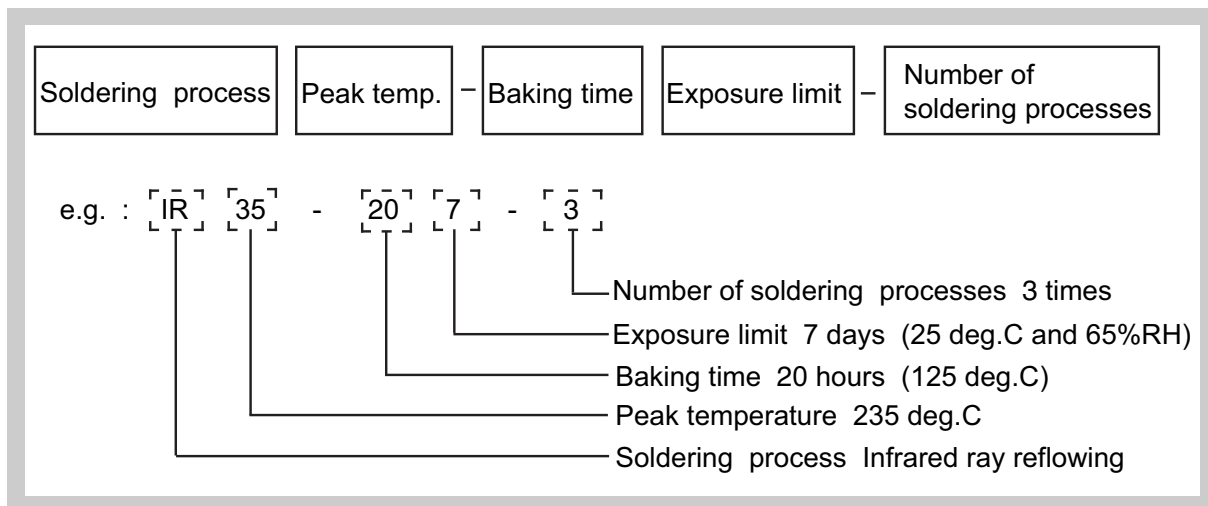 Soldering process Peak temp. – Baking time Exposure limit – Number of
soldering processes
e.g. : IR 35 - 20 7 - 3
Number of soldering processes 3 times
Exposure limit 7 days (25 deg.C and 65%RH)
Baking time 20 hours (125 deg.C)
Peak temperature 235 deg.C
Soldering process Infrared ray reflowing